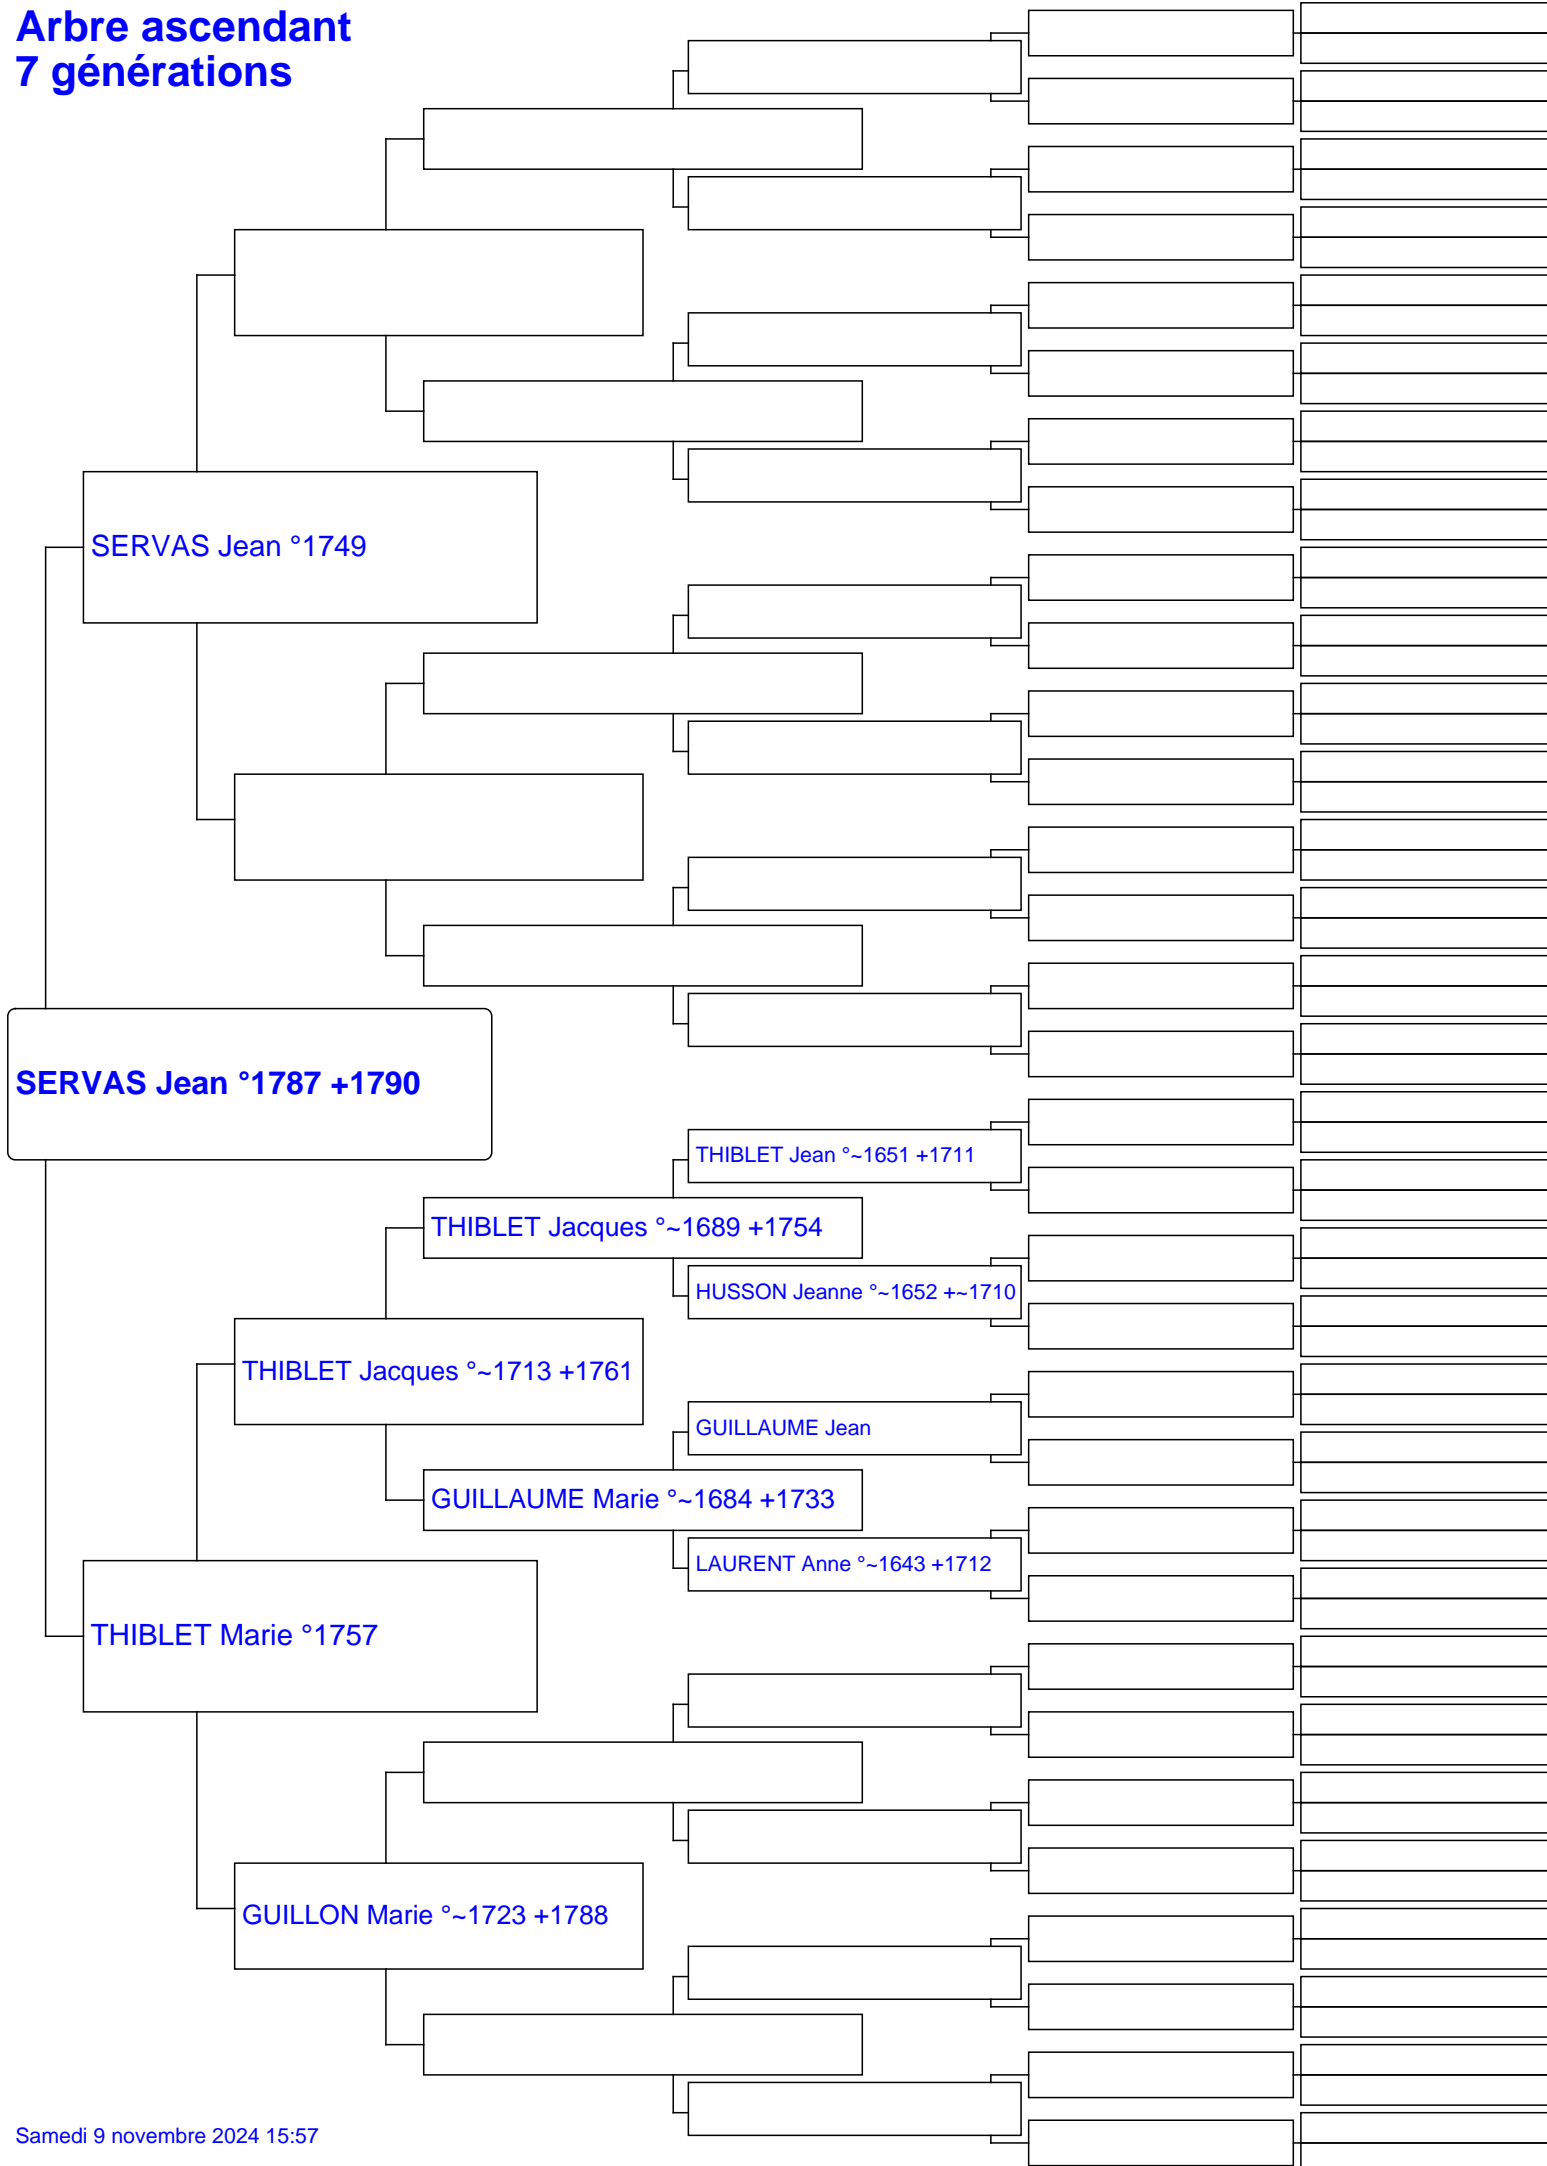 Arbre ascendant
7 générations
SERVAS Jean °1749
SERVAS Jean °1787 +1790
THIBLET Jean °~1651 +1711
THIBLET Jacques °~1689 +1754
HUSSON Jeanne °~1652 +~1710
THIBLET Jacques °~1713 +1761
GUILLAUME Jean
GUILLAUME Marie °~1684 +1733
LAURENT Anne °~1643 +1712
THIBLET Marie °1757
GUILLON Marie °~1723 +1788
Samedi 9 novembre 2024 15:57